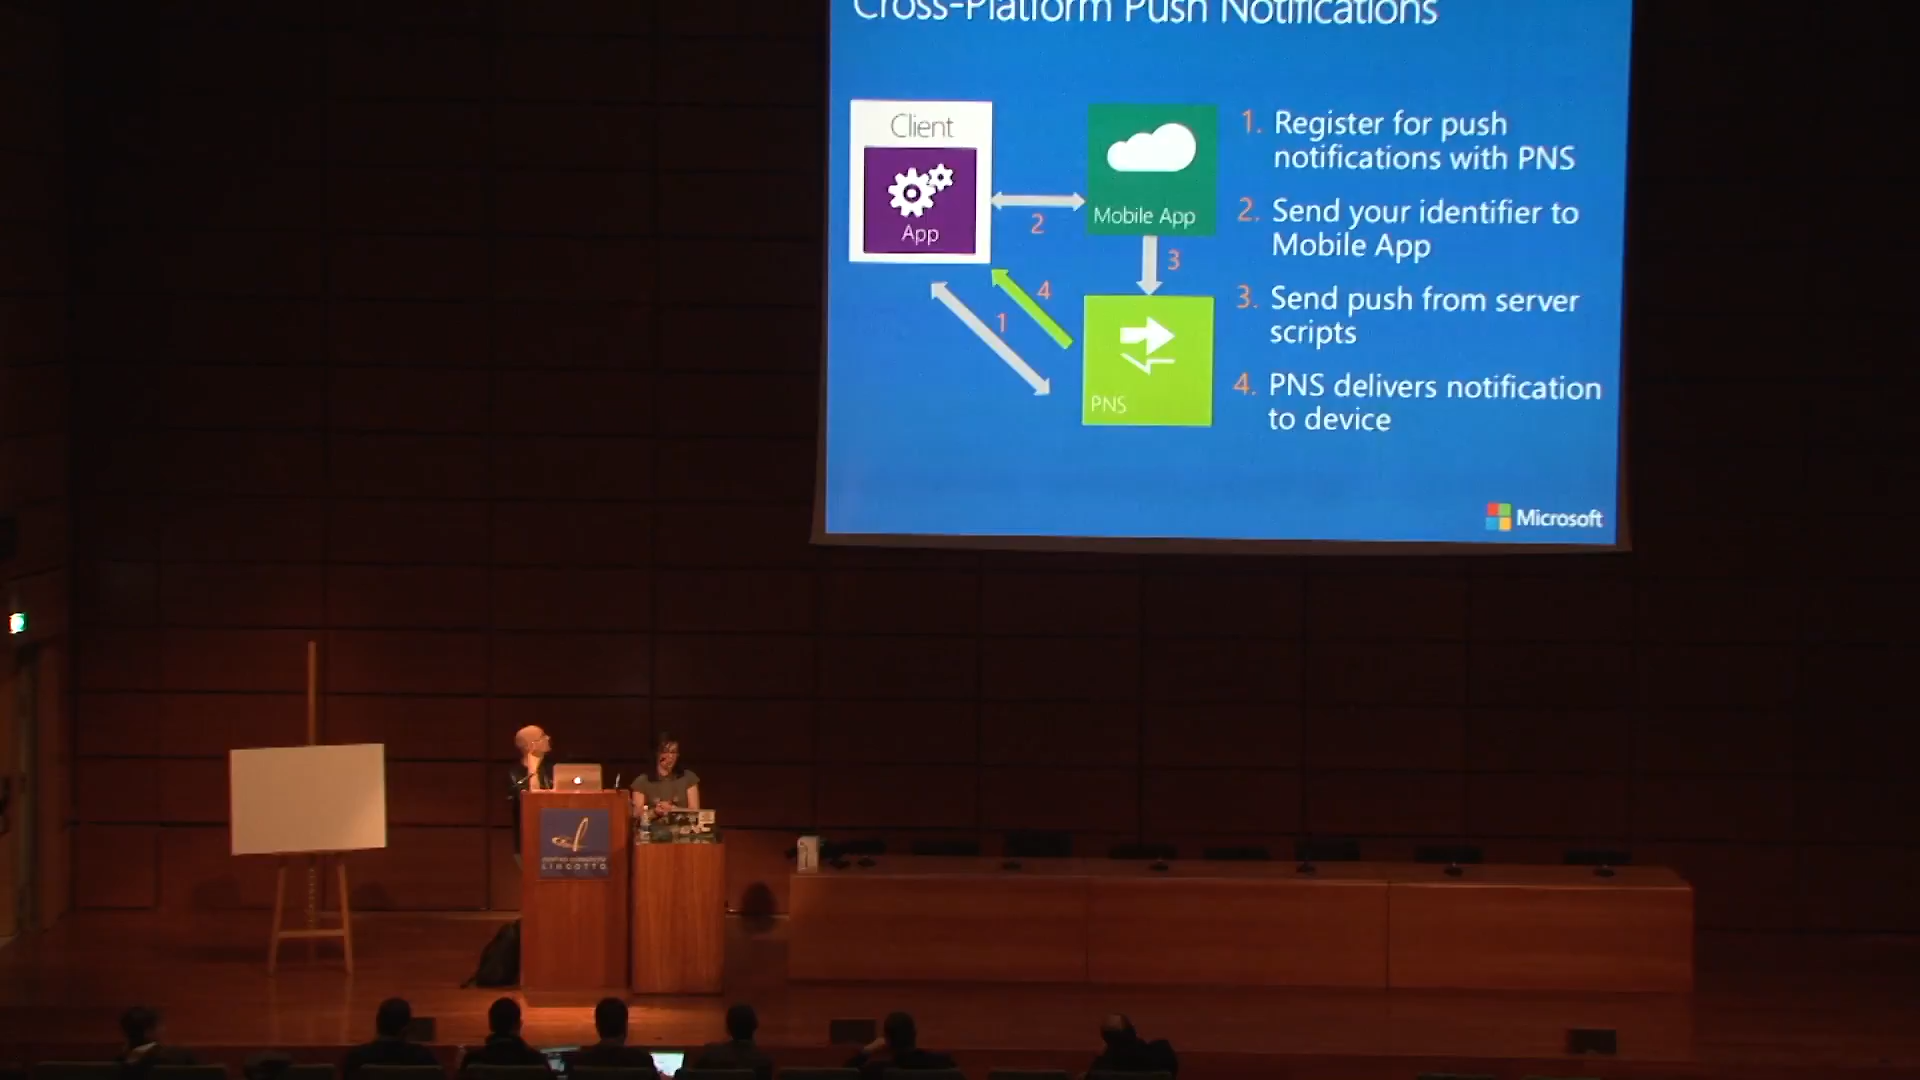 Cross-Platform Push Notifications
Client
App
Mobile App
PNS
2
3
4
1
1. Register for push
notifications with PNS
2. Send your identifier to
Mobile App
3. Send push from server
scripts
4. PNS delivers notification
to device
Microsoft
LINGOTTO